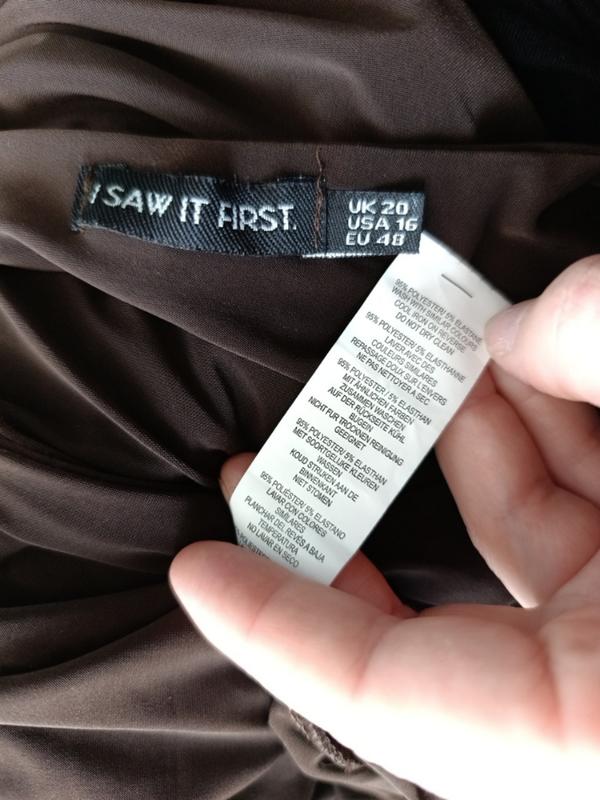 I SAW IT FIRST.
UK 20
USA 16
EU 48
95% POLYESTER/ 5% ELASTANE
WASH WITH SIMILAR COLOURS
COOL IRON ON REVERSE
DO NOT DRY CLEAN
95% POLYESTER/ 5% ELASTHANNE
LAVER AVEC DES
COULEURS SIMILAIRES
REPASSAGE DOUX SUR L'ENVERS
NE PAS NETTOYER A SEC
95% POLYESTER / 5% ELASTHAN
MIT ÄHNLICHEN FARBEN
ZUSAMMEN WASCHEN
AUF DER RÜCKSEITE KÜHL
BÜGEIN
NICHT FUR TROCKNEN REINIGUNG
GEEIGNET
95% POLYESTER/ 5% ELASTHAN
MET SOORTGELIJKE KLEUREN
WASSEN
KOUD STRIJKEN AAN DE
BINNENKANT
NIET STOMEN
95% POLIÉSTER/ 5% ELASTANO
LAVAR CON COLORES
SIMILARES
PLANCHAR DEL REVÉS A BAJA
TEMPERATURA
NO LAVAR EN SECO